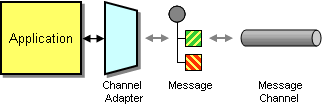 Application
Channel
Adapter
Message
Message
Channel